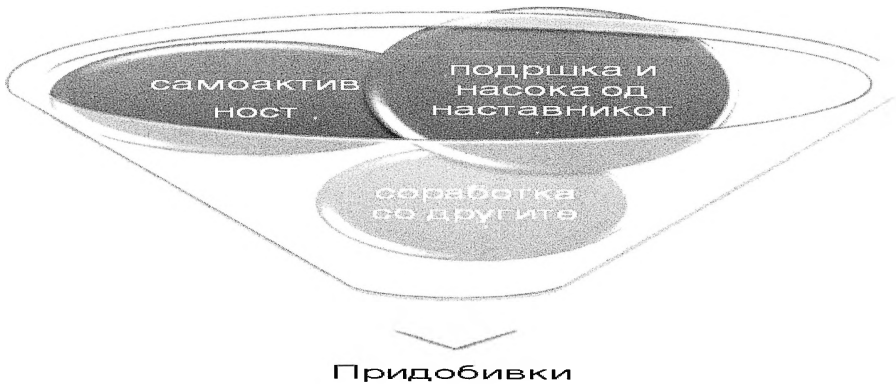 самоактив
ност
подршка и
насока од
наставникот
соработка
со другите
Придобивки